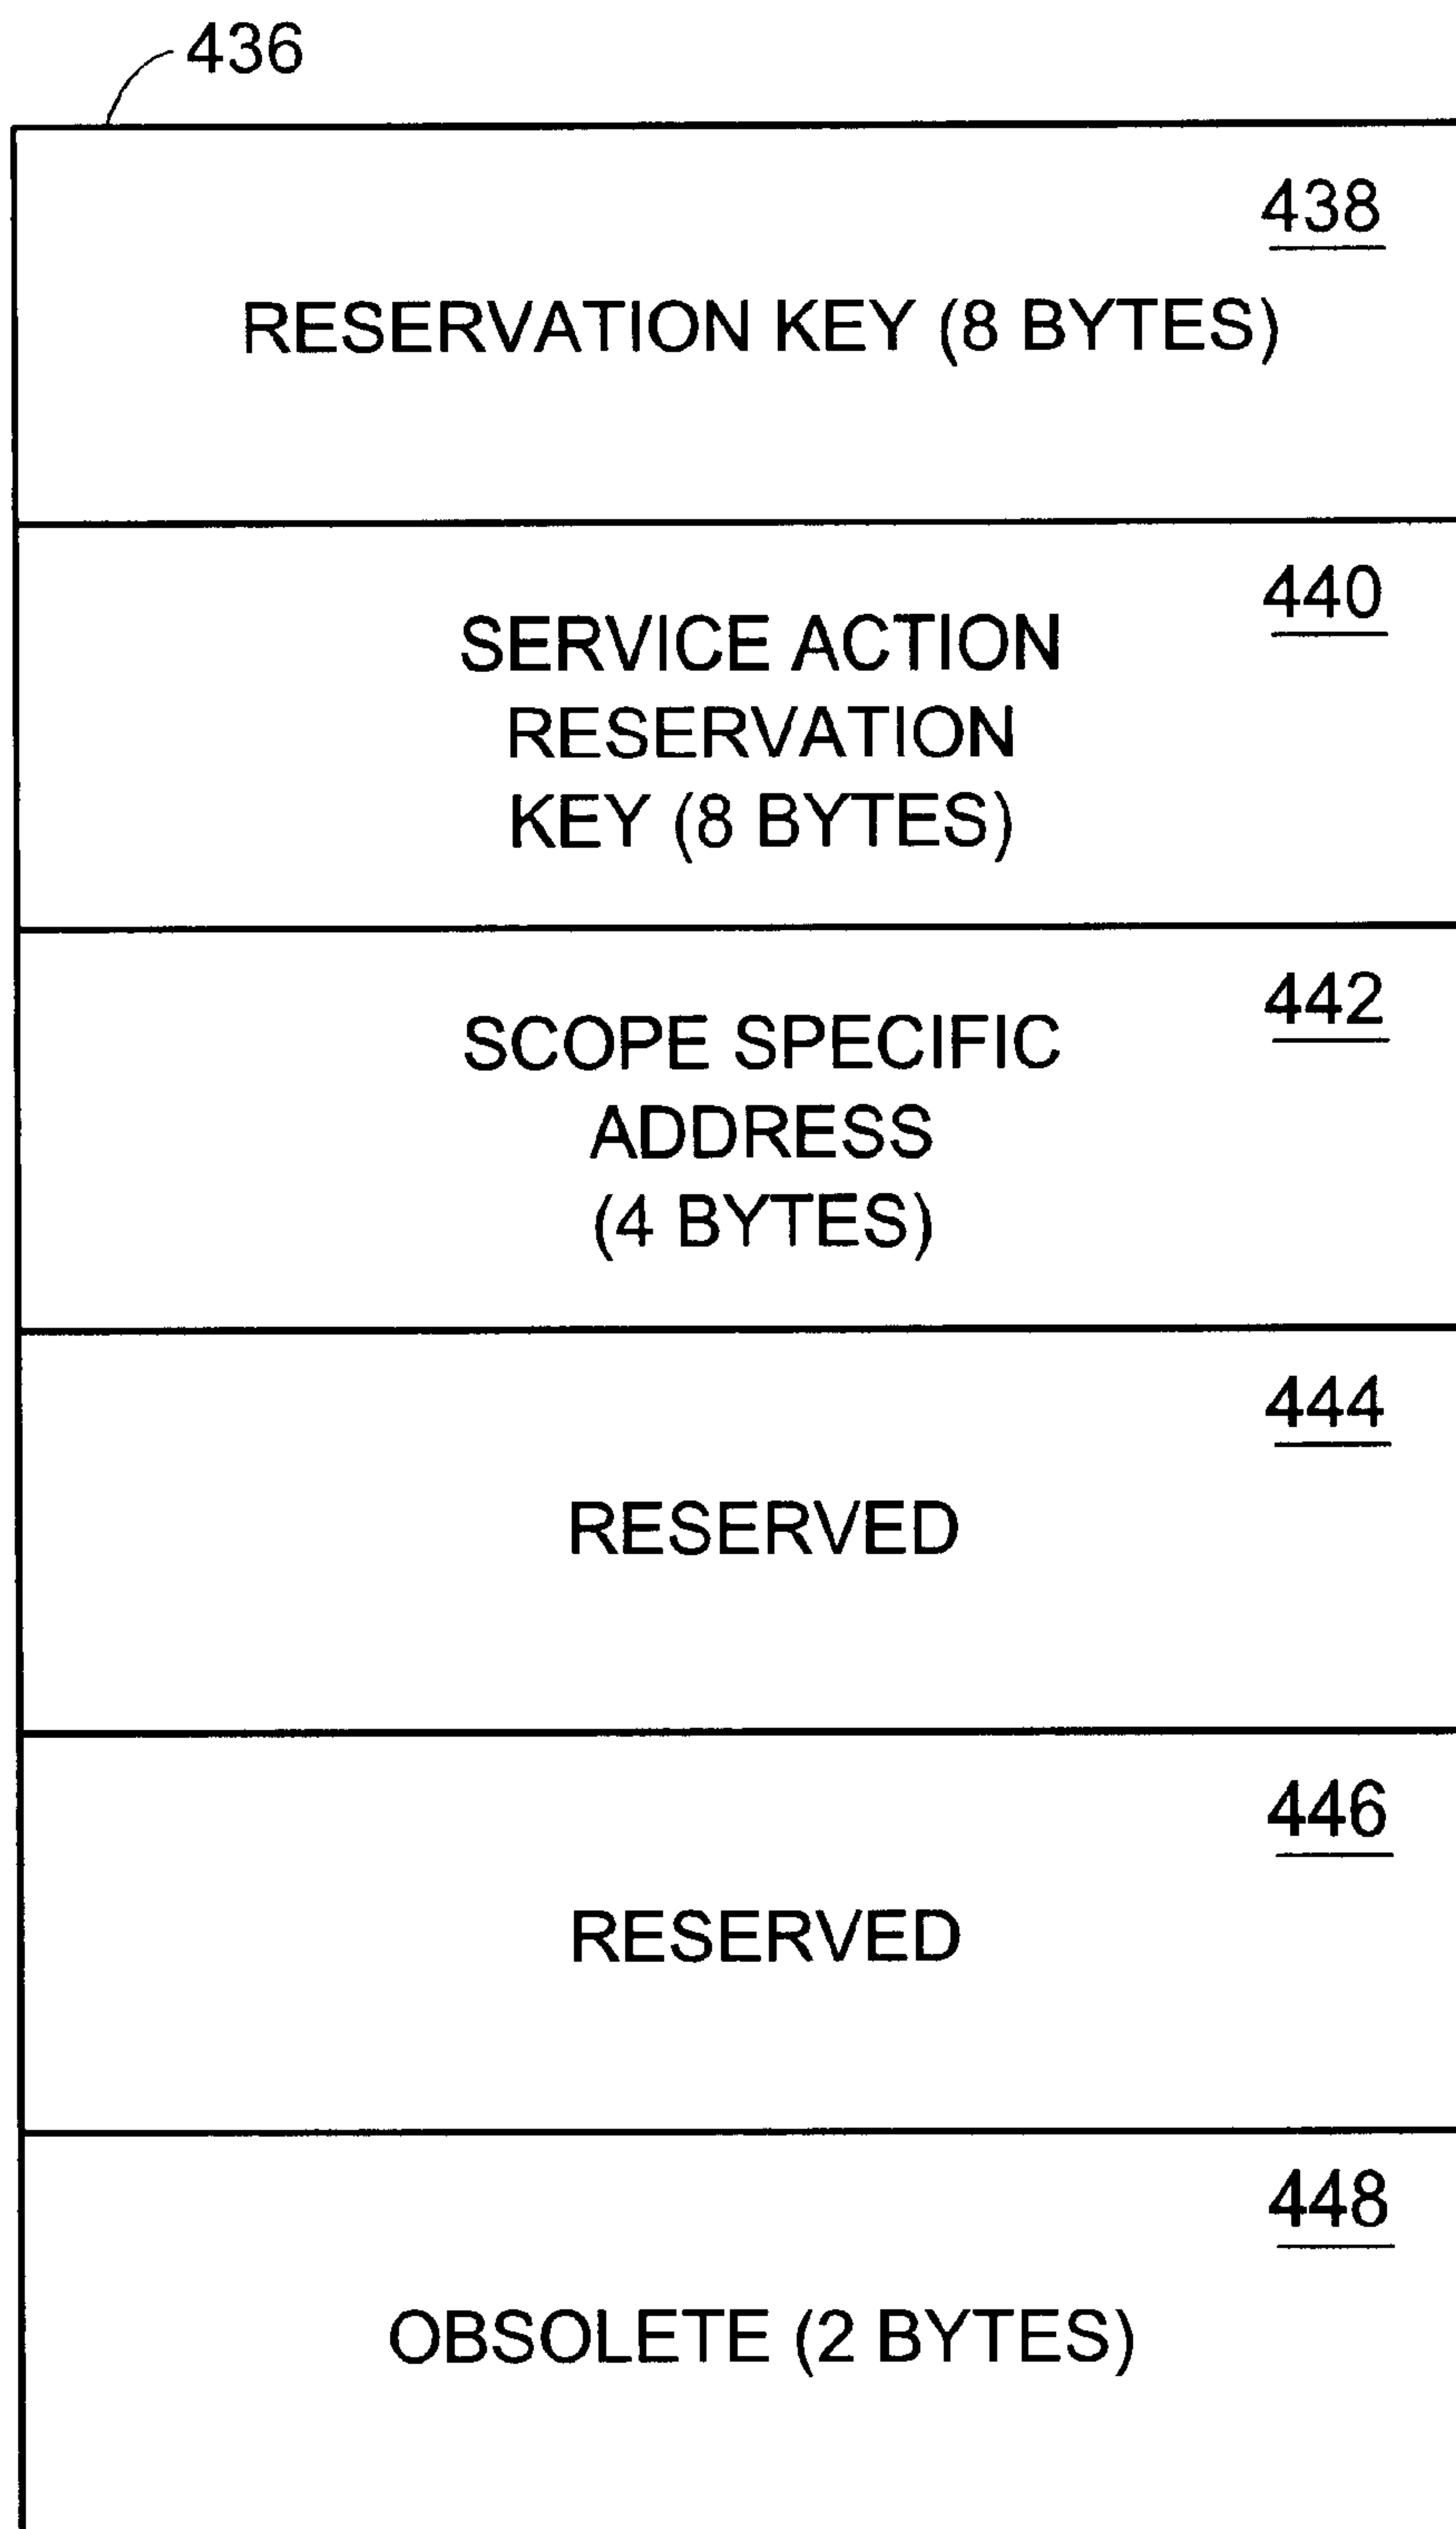 436
438
RESERVATION KEY (8 BYTES)
440
SERVICE ACTION
RESERVATION
KEY (8 BYTES)
442
SCOPE SPECIFIC
ADDRESS
(4 BYTES)
444
RESERVED
446
RESERVED
448
OBSOLETE (2 BYTES)